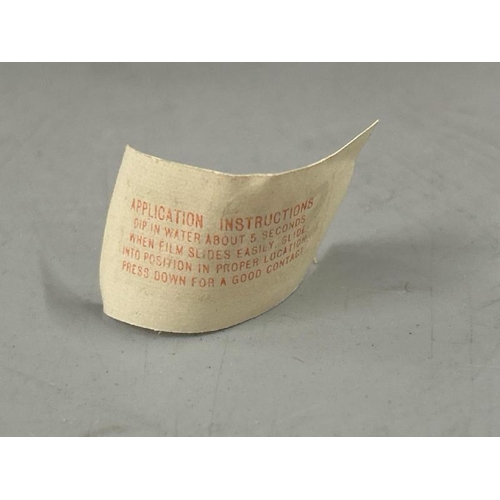 APPLICATION INSTRUCTIONS
DIP IN WATER ABOUT 5 SECONDS
WHEN FILM SLIDES EASILY, SLIDE
INTO POSITION IN PROPER LOCATION.
PRESS DOWN FOR A GOOD CONTACT